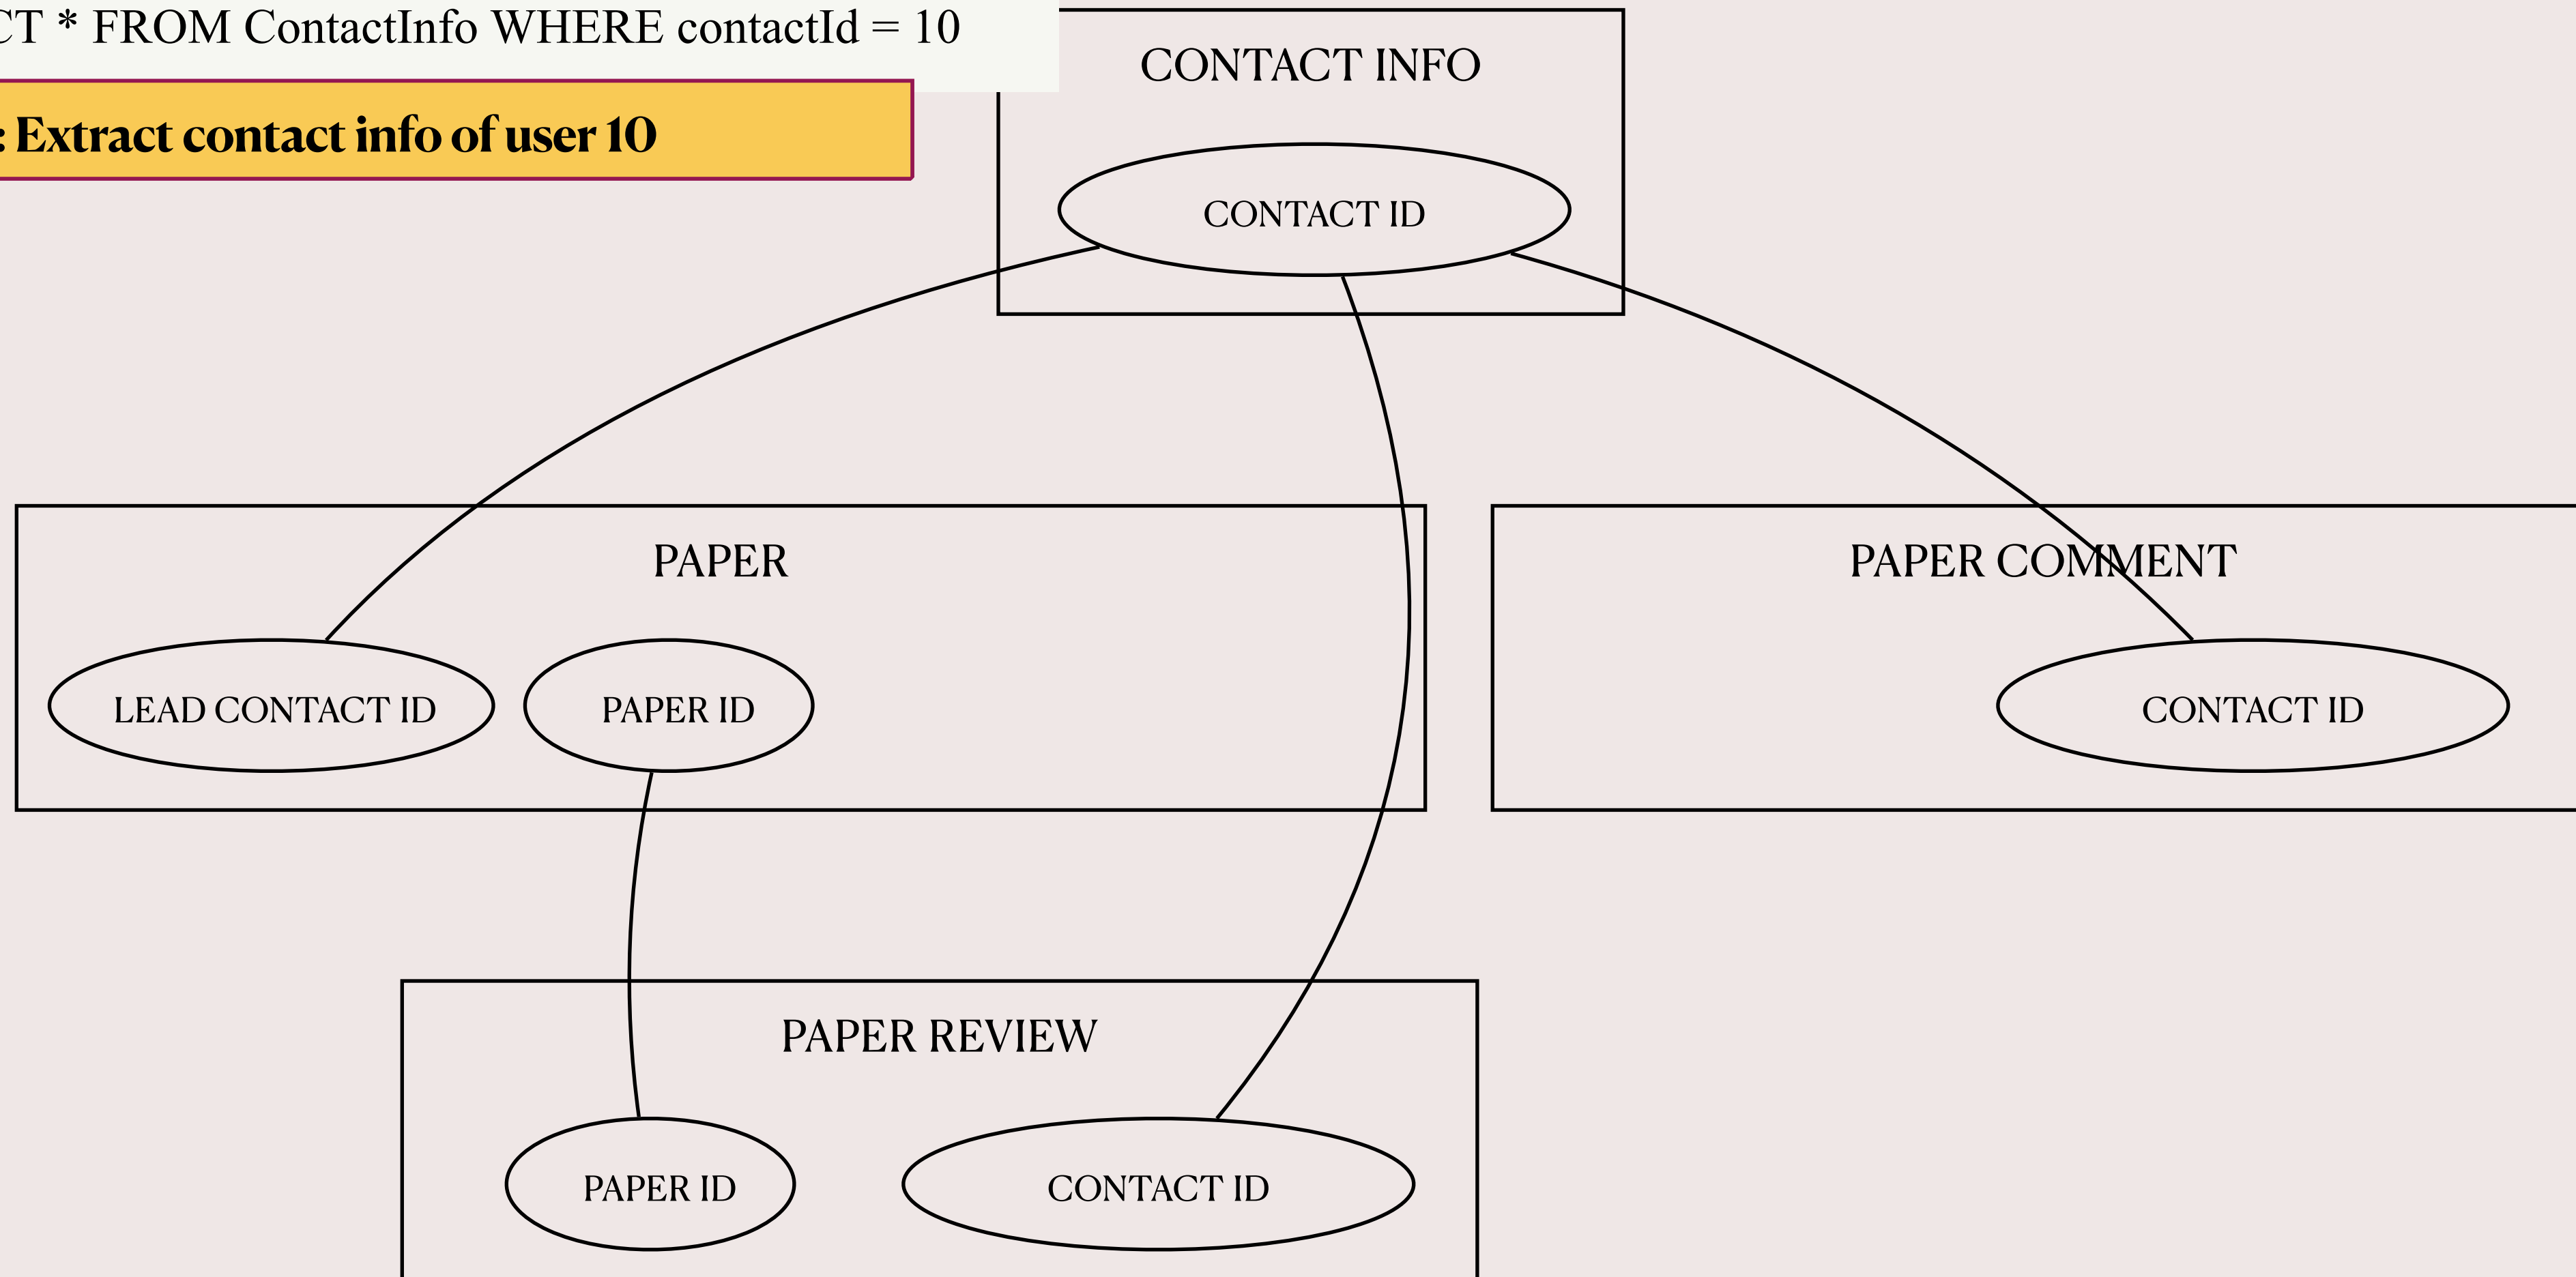 CT * FROM ContactInfo WHERE contactId = 10
: Extract contact info of user 10
CONTACT INFO
CONTACT ID
PAPER
PAPER COMMENT
LEAD CONTACT ID
PAPER ID
CONTACT ID
PAPER REVIEW
PAPER ID
CONTACT ID